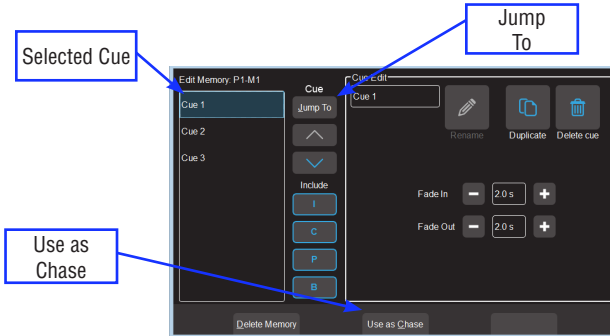 Jump
To
Selected Cue
Edit Memory: P1-M1
Cue
Cue Edit
Cue 1
Jump To
Cue 1
Rename
Duplicate
Delete cue
Cue 2
Cue 3
Include
I
Fade In
2.0 s
C
Fade Out
2.0 s
Use as
Chase
P
B
Delete Memory
Use as Chase